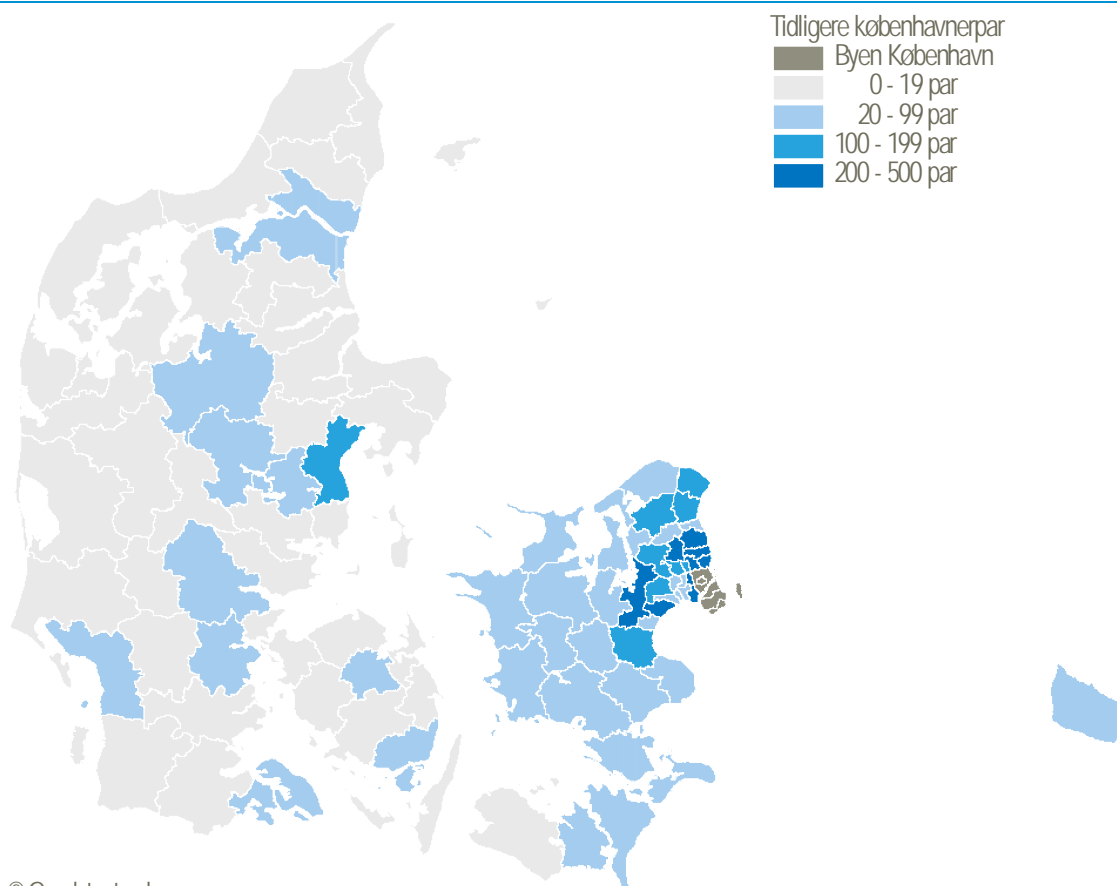 Tidligere københavnerpar
Byen København
0 - 19 par
20 - 99 par
100 - 199 par
200 - 500 par